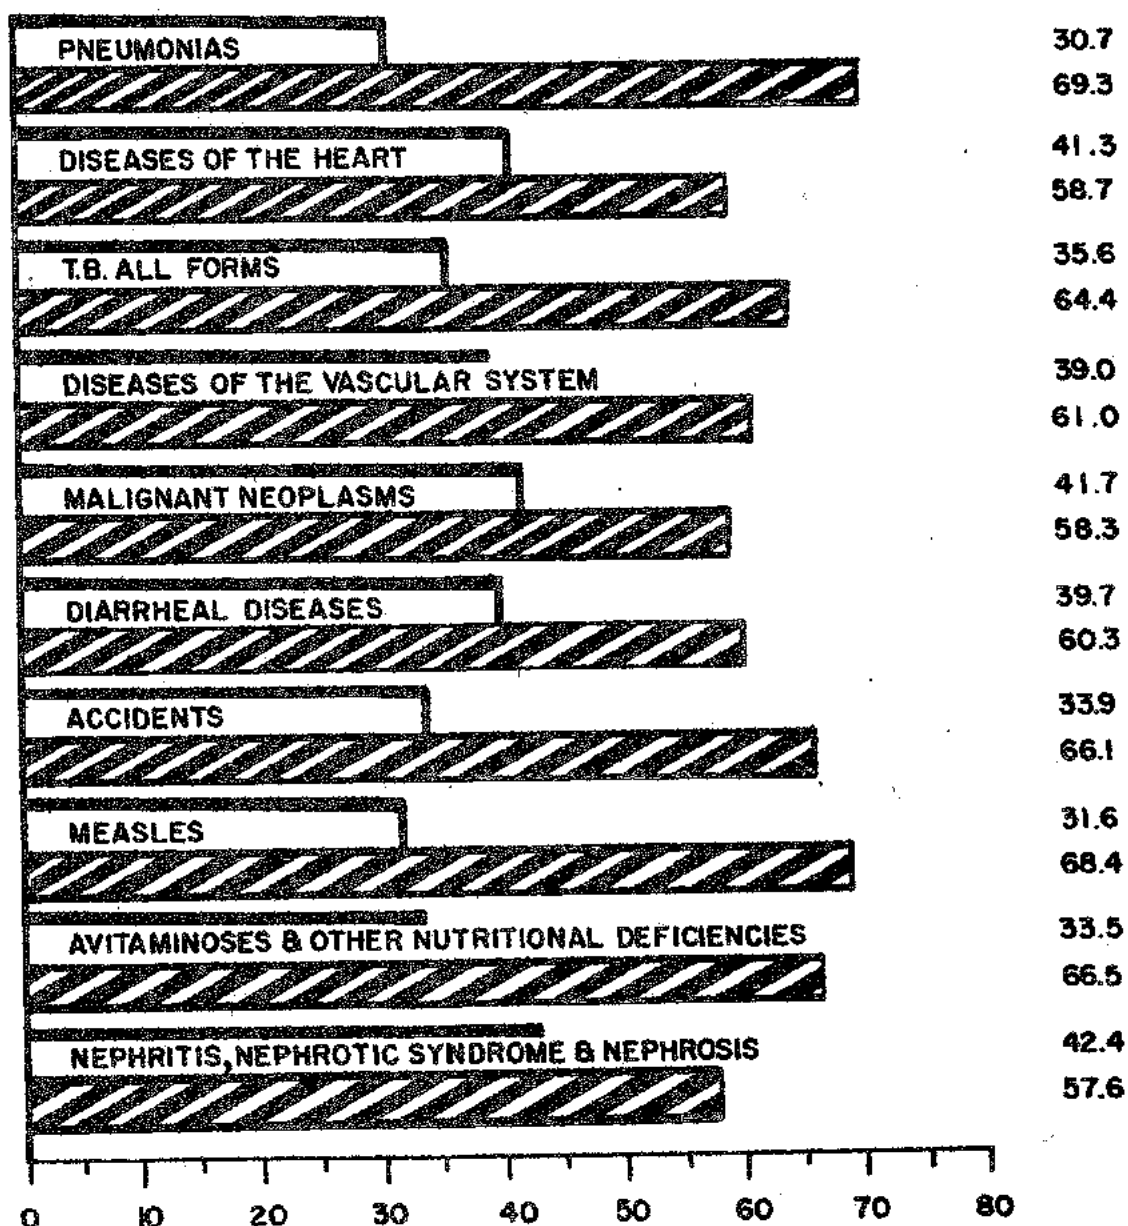 PNEUMONIAS 30.7
69.3
DISEASES OF THE HEART 41.3
58.7
T.B. ALL FORMS 35.6
64.4
DISEASES OF THE VASCULAR SYSTEM 39.0
61.0
MALIGNANT NEOPLASMS 41.7
58.3
DIARRHEAL DISEASES 39.7
60.3
ACCIDENTS 33.9
66.1
MEASLES 31.6
68.4
AVITAMINOSES & OTHER NUTRITIONAL DEFICIENCIES 33.5
66.5
NEPHRITIS, NEPHROTIC SYNDROME & NEPHROSIS 42.4
57.6
0 10 20 30 40 50 60 70 80